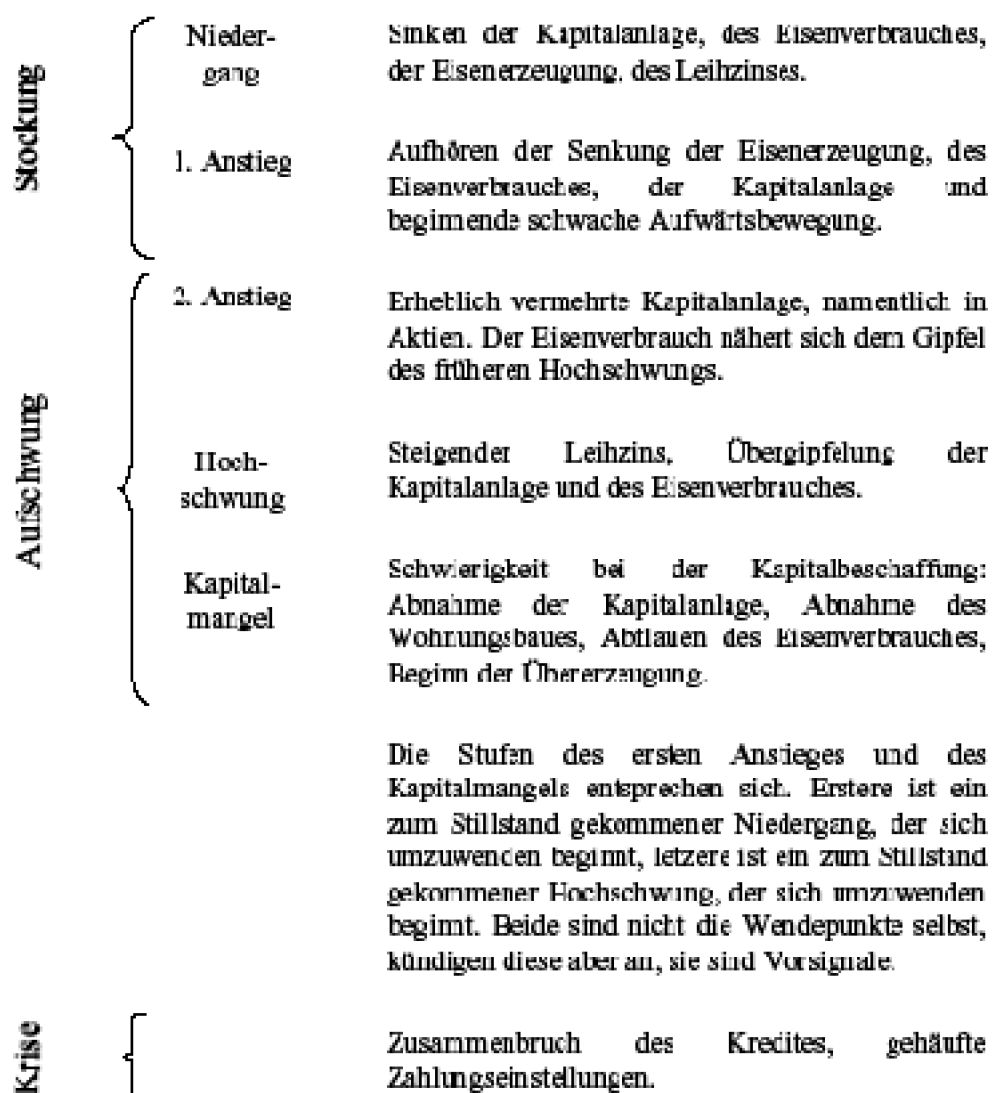 Stockung
Nieder-
gang
Sinken der Kapitalanlage, des Eisenverbrauches,
der Eisenerzeugung, des Leihzinses.
1. Anstieg
Aufhören der Senkung der Eisenerzeugung, des
Eisenverbrauches, der Kapitalanlage und
beginnende schwache Aufwärtsbewegung.
Aufschwung
2. Anstieg
Erheblich vermehrte Kapitalanlage, namentlich in
Aktien. Der Eisenverbrauch nähert sich dem Gipfel
des früheren Hochschwungs.
Hoch-
schwung
Steigender Leihzins, Übergipfelung der
Kapitalanlage und des Eisenverbrauches.
Kapital-
mangel
Schwierigkeit bei der Kapitalbeschaffung:
Abnahme der Kapitalanlage, Abnahme des
Wohnungsbaues, Abflauen des Eisenverbrauches,
Beginn der Übererzeugung.
Die Stufen des ersten Anstieges und des
Kapitalmangels entsprechen sich. Erstere ist ein
zum Stillstand gekommener Niedergang, der sich
umzuwenden beginnt, letzere ist ein zum Stillstand
gekommener Hochschwung, der sich umzuwenden
beginnt. Beide sind nicht die Wendepunkte selbst,
kündigen diese aber an, sie sind Vorsignale.
Krise
Zusammenbruch des Kredites, gehäufte
Zahlungseinstellungen.